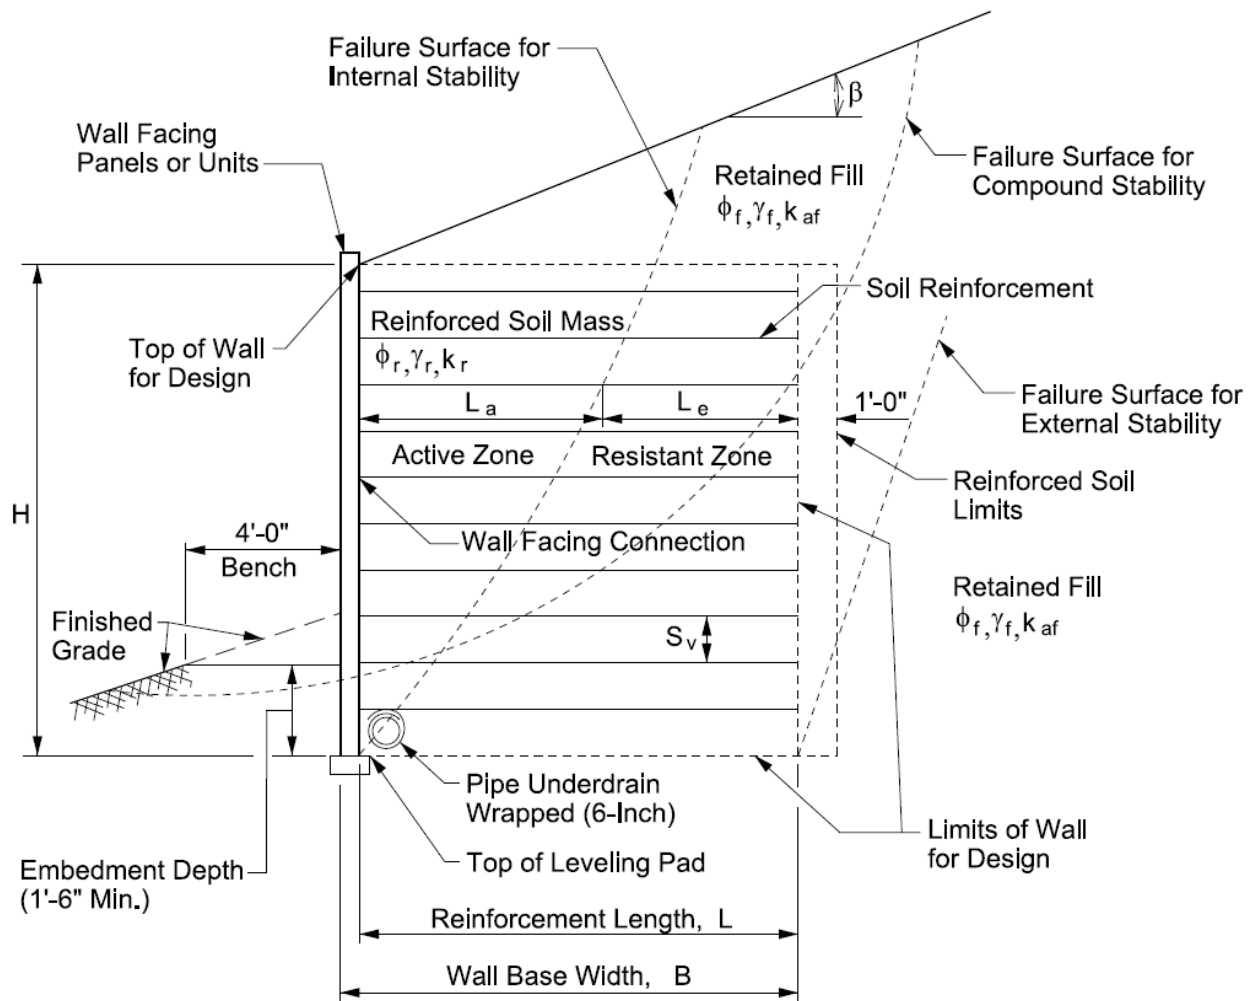 Failure Surface for
Internal Stability
β
Wall Facing
Panels or Units
Failure Surface for
Compound Stability
Retained Fill
ϕf,γf,kaf
Soil Reinforcement
Reinforced Soil Mass
ϕr,γr,kr
Top of Wall
for Design
La
Le
1'-0"
Failure Surface for
External Stability
Active Zone
Resistant Zone
Reinforced Soil
Limits
H
4'-0"
Bench
Wall Facing Connection
Retained Fill
ϕf,γf,kaf
Finished
Grade
Sv
Pipe Underdrain
Wrapped (6-Inch)
Limits of Wall
for Design
Top of Leveling Pad
Embedment Depth
(1'-6" Min.)
Reinforcement Length, L
Wall Base Width, B